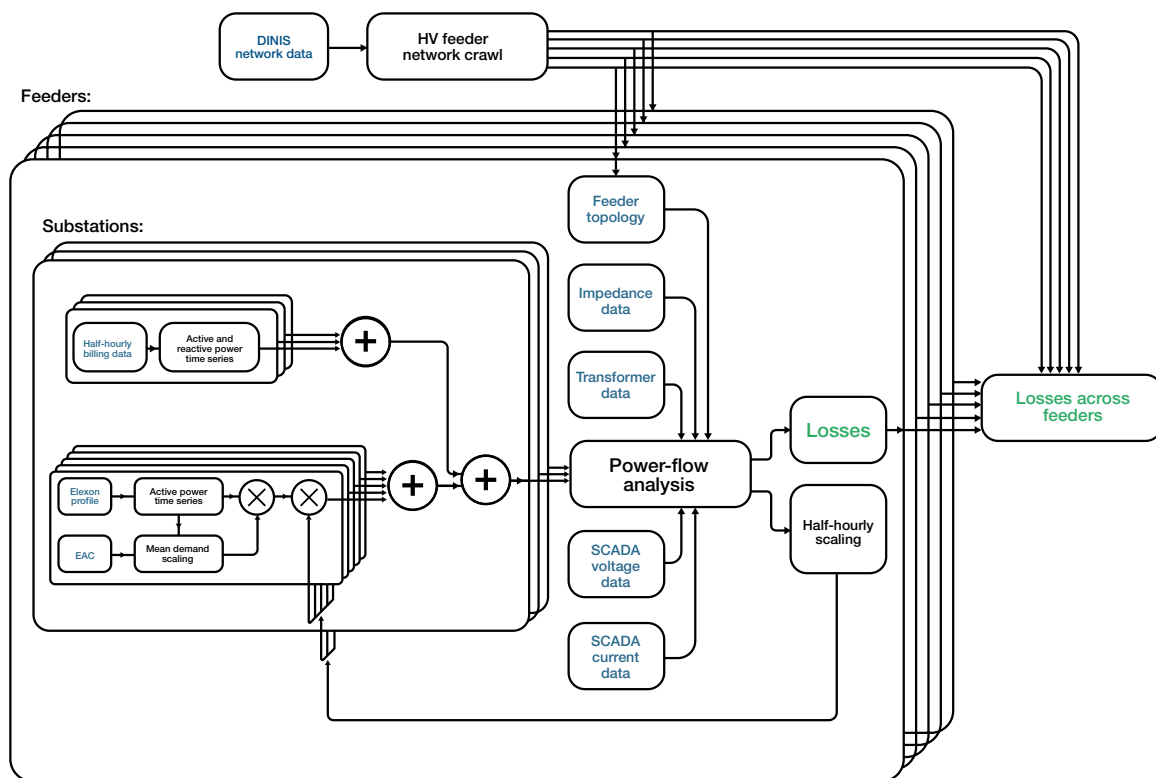 DINIS
network data
HV feeder
network crawl
Feeders:
Feeder
topology
Substations:
Impedance
data
Half-hourly
billing data
Active and
reactive power
time series
+
Transformer
data
Losses across
feeders
Losses
Power-flow
analysis
Elexon
profile
Active power
time series
×
×
+
+
Half-hourly
scaling
EAC
Mean demand
scaling
SCADA
voltage
data
SCADA
current
data